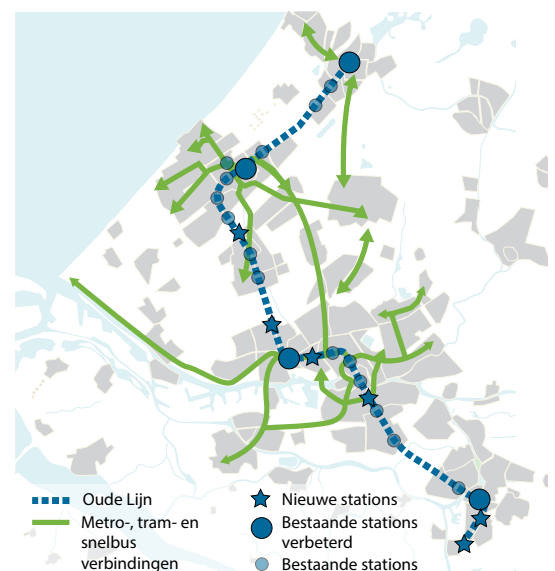 Oude Lijn
Metro-, tram- en
snelbus
verbindingen
Nieuwe stations
Bestaande stations
verbeterd
Bestaande stations